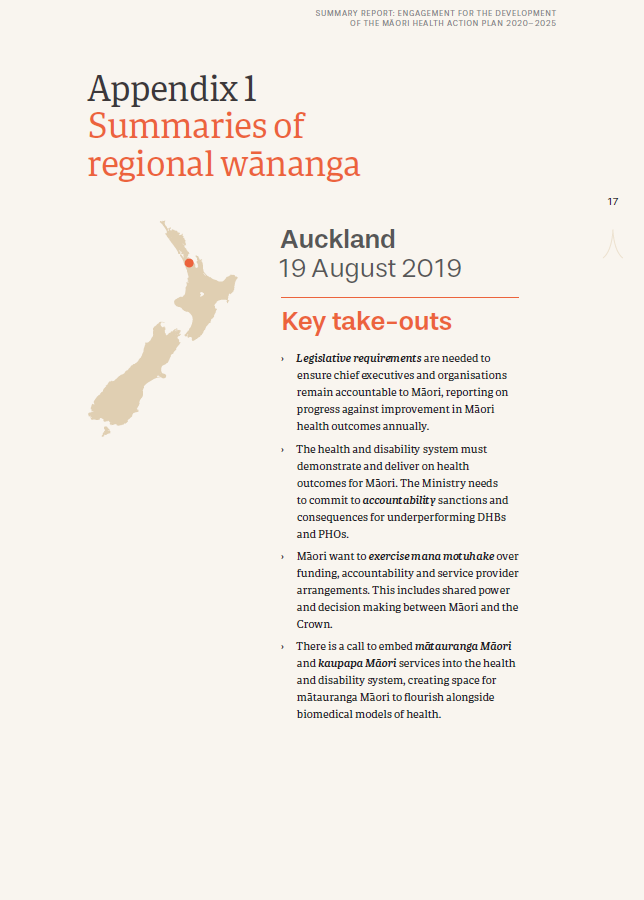 SUMMARY REPORT: ENGAGEMENT FOR THE DEVELOPMENT
OF THE MĀORI HEALTH ACTION PLAN 2020–2025
Appendix 1
Summaries of
regional wānanga
17
Auckland
19 August 2019
Key take-outs
› Legislative requirements are needed to
ensure chief executives and organisations
remain accountable to Māori, reporting on
progress against improvement in Māori
health outcomes annually.
› The health and disability system must
demonstrate and deliver on health
outcomes for Māori. The Ministry needs
to commit to accountability sanctions and
consequences for underperforming DHBs
and PHOs.
› Māori want to exercise mana motuhake over
funding, accountability and service provider
arrangements. This includes shared power
and decision making between Māori and the
Crown.
› There is a call to embed mātauranga Māori
and kaupapa Māori services into the health
and disability system, creating space for
mātauranga Māori to flourish alongside
biomedical models of health.